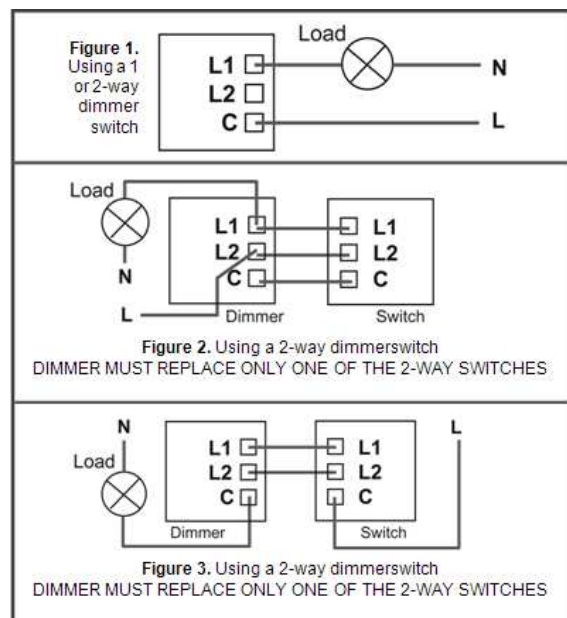 Figure 1.
Using a 1
or 2-way
dimmer
switch
Load
L1
N
L2
C
L
Load
L1
L1
L2
L2
N
C
C
L
Dimmer
Switch
Figure 2. Using a 2-way dimmerswitch
DIMMER MUST REPLACE ONLY ONE OF THE 2-WAY SWITCHES
N
L
L1
L1
Load
L2
L2
C
C
Dimmer
Switch
Figure 3. Using a 2-way dimmerswitch
DIMMER MUST REPLACE ONLY ONE OF THE 2-WAY SWITCHES